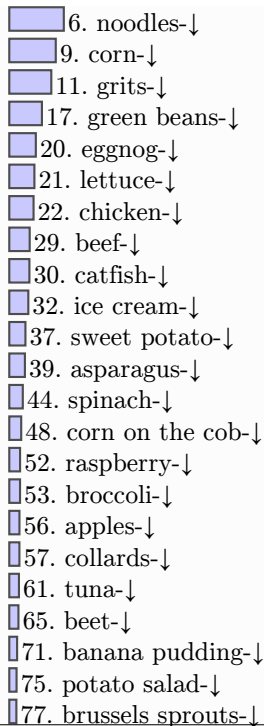 6. noodles-↓
9. corn-↓
11. grits-↓
17. green beans-↓
20. eggnog-↓
21. lettuce-↓
22. chicken-↓
29. beef-↓
30. catfish-↓
32. ice cream-↓
37. sweet potato-↓
39. asparagus-↓
44. spinach-↓
48. corn on the cob-↓
52. raspberry-↓
53. broccoli-↓
56. apples-↓
57. collards-↓
61. tuna-↓
65. beet-↓
71. banana pudding-↓
75. potato salad-↓
77. brussels sprouts-↓